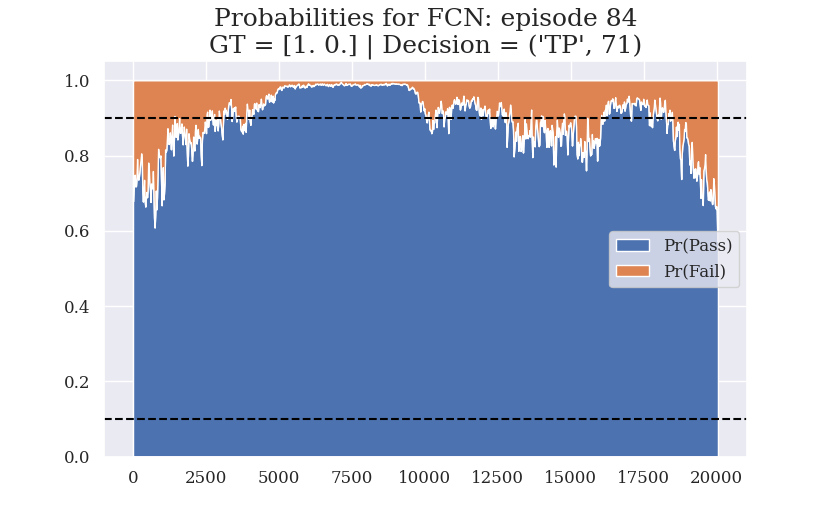 Probabilities for FCN: episode 84
GT = [1. 0.] | Decision = ('TP', 71)
1.0
0.8
0.6
0.4
0.2
0.0
Pr(Pass)
Pr(Fail)
0 2500 5000 7500 10000 12500 15000 17500 20000